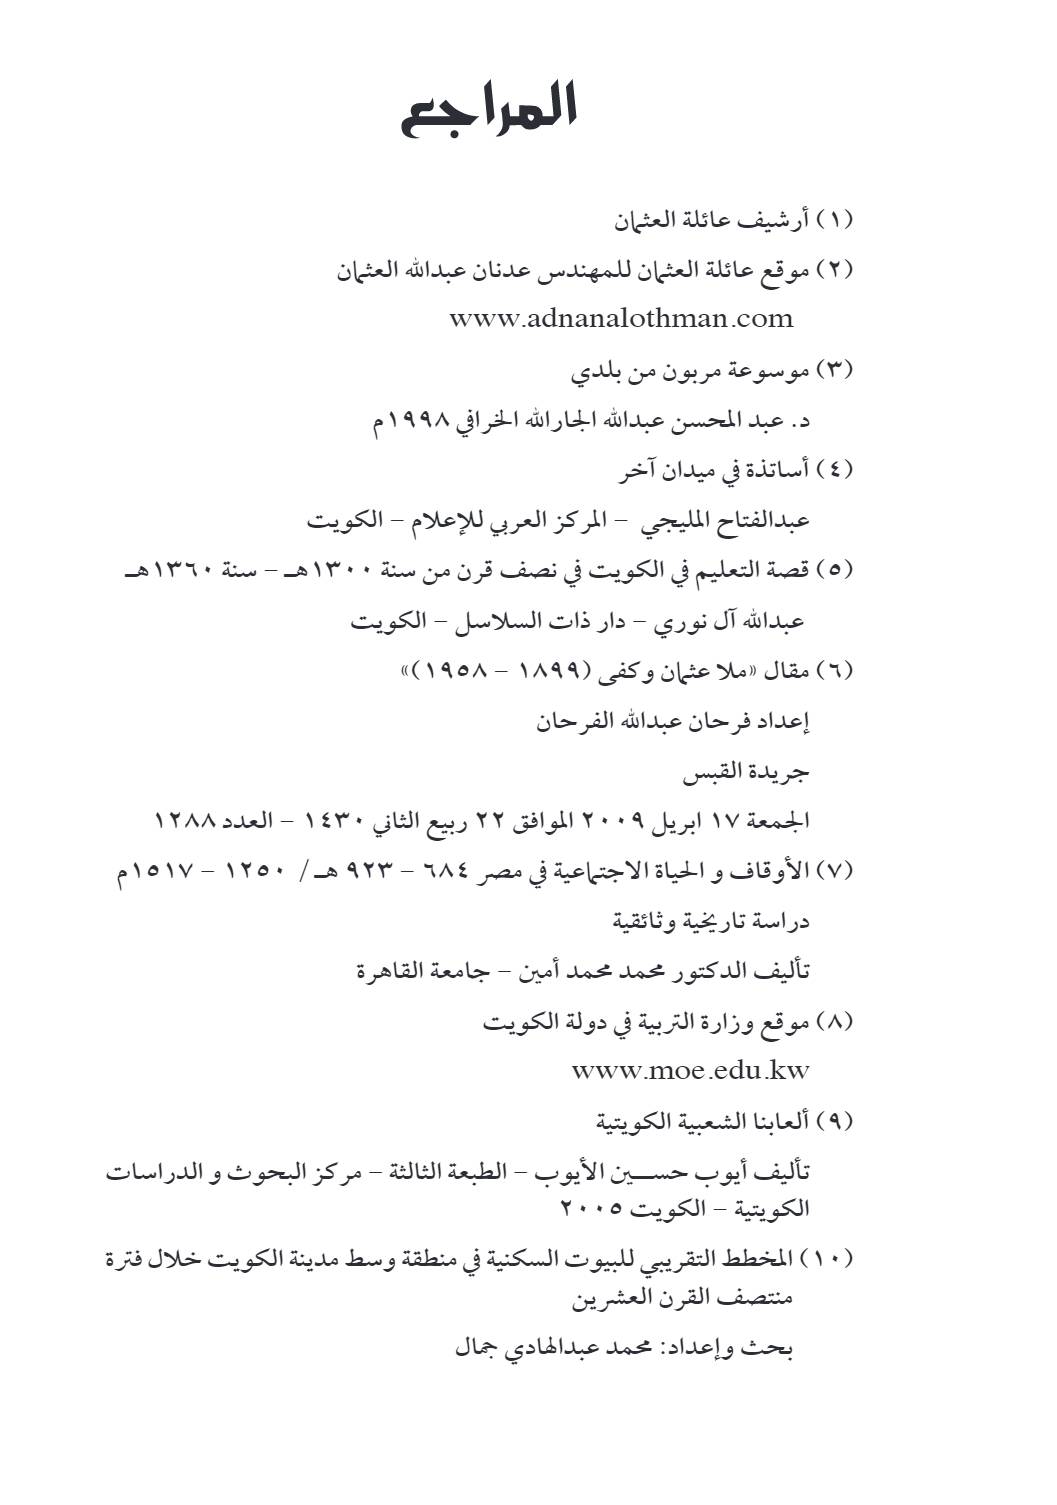 المراجع
(١) أرشيف عائلة العثمان
(٢) موقع عائلة العثمان للمهندس عدنان عبدالله العثمان
www.adnanalothman.com
(٣) موسوعة مربون من بلدي
د. عبد المحسن عبدالله الجارالله الخرافي ١٩٩٨م
(٤) أساتذة في ميدان آخر
عبدالفتاح المليجي – المركز العربي للإعلام – الكويت
(٥) قصة التعليم في الكويت في نصف قرن من سنة ١٣٠٠هـ – سنة ١٣٦٠هـ
عبدالله آل نوري – دار ذات السلاسل – الكويت
(٦) مقال «ملا عثمان وكفى (١٨٩٩ – ١٩٥٨)»
إعداد فرحان عبدالله الفرحان
جريدة القبس
الجمعة ١٧ ابريل ٢٠٠٩ الموافق ٢٢ ربيع الثاني ١٤٣٠ – العدد ١٢٨٨
(٧) الأوقاف و الحياة الاجتماعية في مصر ٦٨٤ – ٩٢٣ هـ / ١٢٥٠ – ١٥١٧م
دراسة تاريخية وثائقية
تأليف الدكتور محمد محمد أمين – جامعة القاهرة
(٨) موقع وزارة التربية في دولة الكويت
www.moe.edu.kw
(٩) ألعابنا الشعبية الكويتية
تأليف أيوب حســـين الأيوب – الطبعة الثالثة – مركز البحوث و الدراسات
الكويتية – الكويت ٢٠٠٥
(١٠) المخطط التقريبي للبيوت السكنية في منطقة وسط مدينة الكويت خلال فترة
منتصف القرن العشرين
بحث وإعداد: محمد عبدالهادي جمال